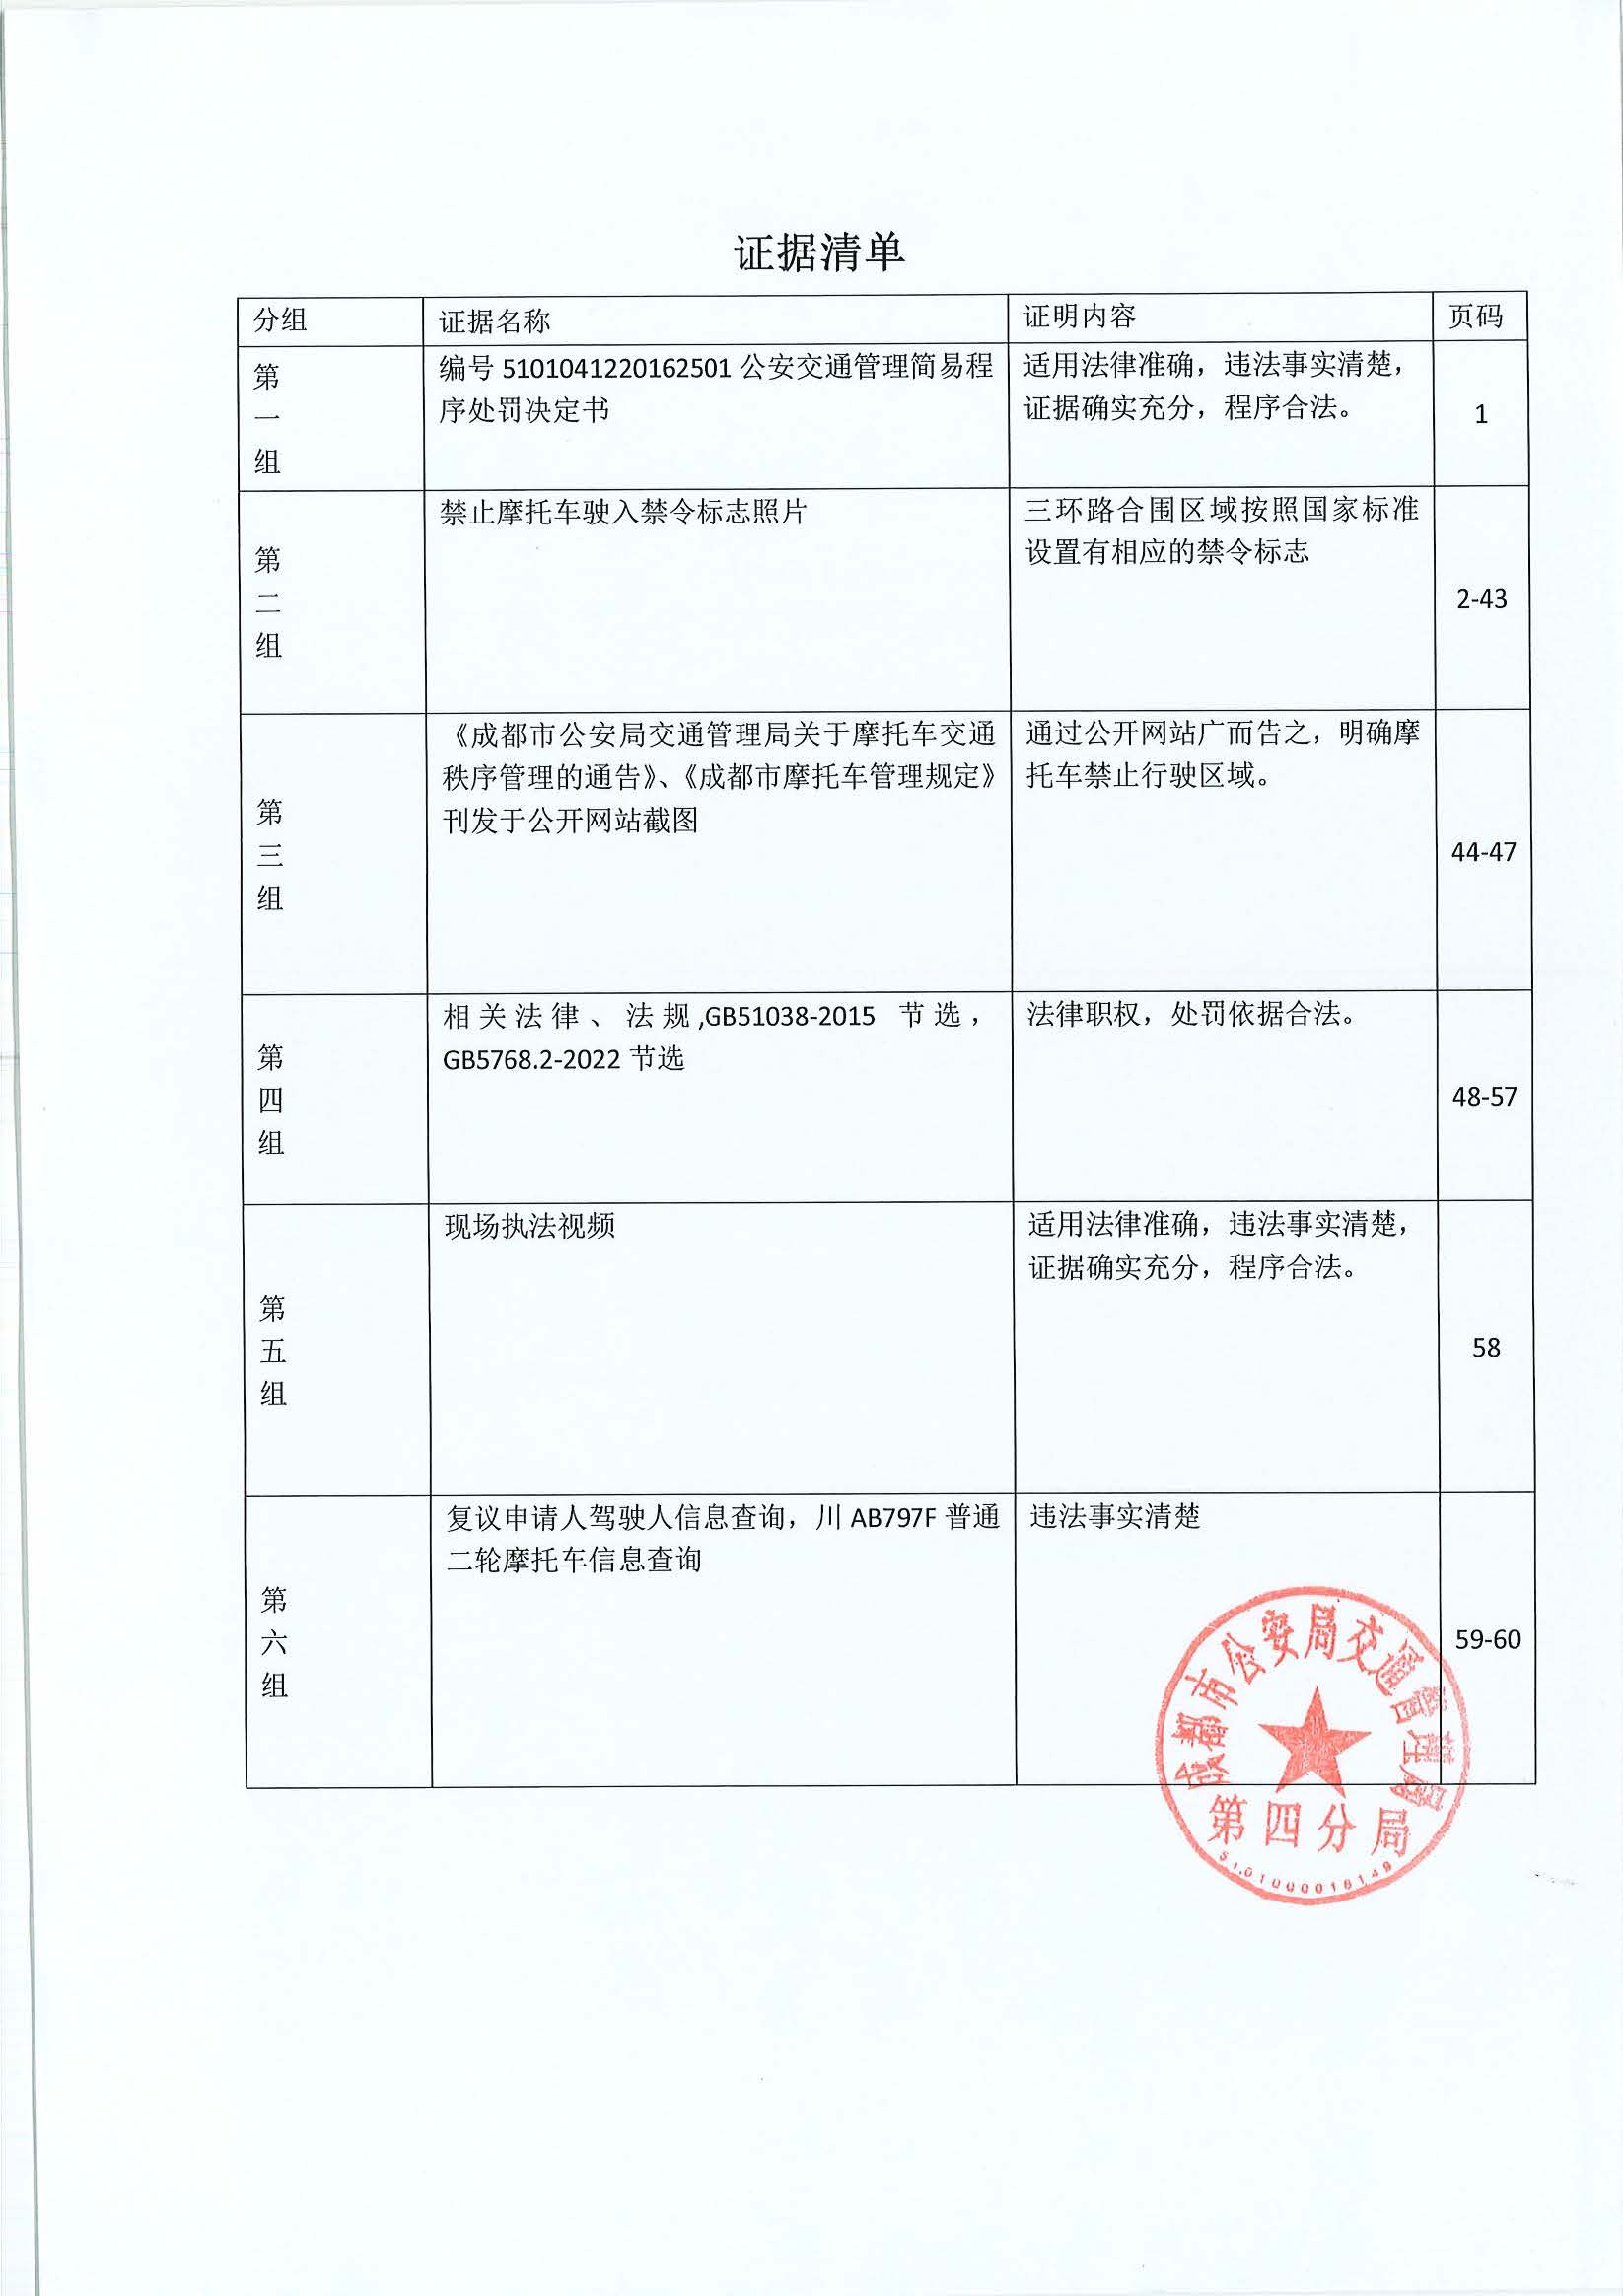 证据清单
分组 证据名称 证明内容 页码
第
一
组
编号 5101041220162501 公安交通管理简易程
序处罚决定书
适用法律准确，违法事实清楚，
证据确实充分，程序合法。
1
第
二
组
禁止摩托车驶入禁令标志照片
三环路合围区域按照国家标准
设置有相应的禁令标志
2-43
第
三
组
《成都市公安局交通管理局关于摩托车交通
秩序管理的通告》、《成都市摩托车管理规定》
刊发于公开网站截图
通过公开网站广而告之，明确摩
托车禁止行驶区域。
44-47
第
四
组
相关法律、法规,GB51038-2015 节选，
GB5768.2-2022 节选
法律职权，处罚依据合法。
48-57
第
五
组
现场执法视频
适用法律准确，违法事实清楚，
证据确实充分，程序合法。
58
第
六
组
复议申请人驾驶人信息查询，川 AB797F 普通
二轮摩托车信息查询
违法事实清楚
59-60
成都市公安局交通管理局
第四分局
5101000018149